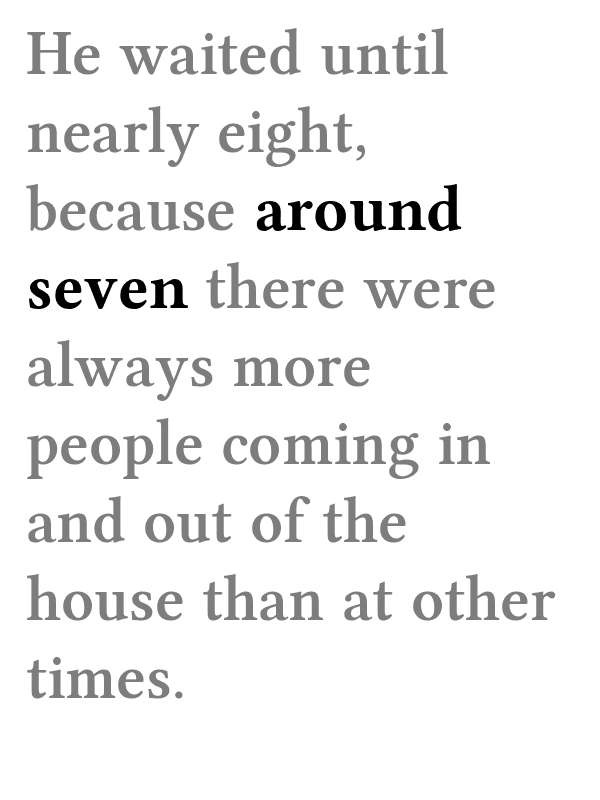 He waited until
nearly eight,
because around
seven there were
always more
people coming in
and out of the
house than at other
times.